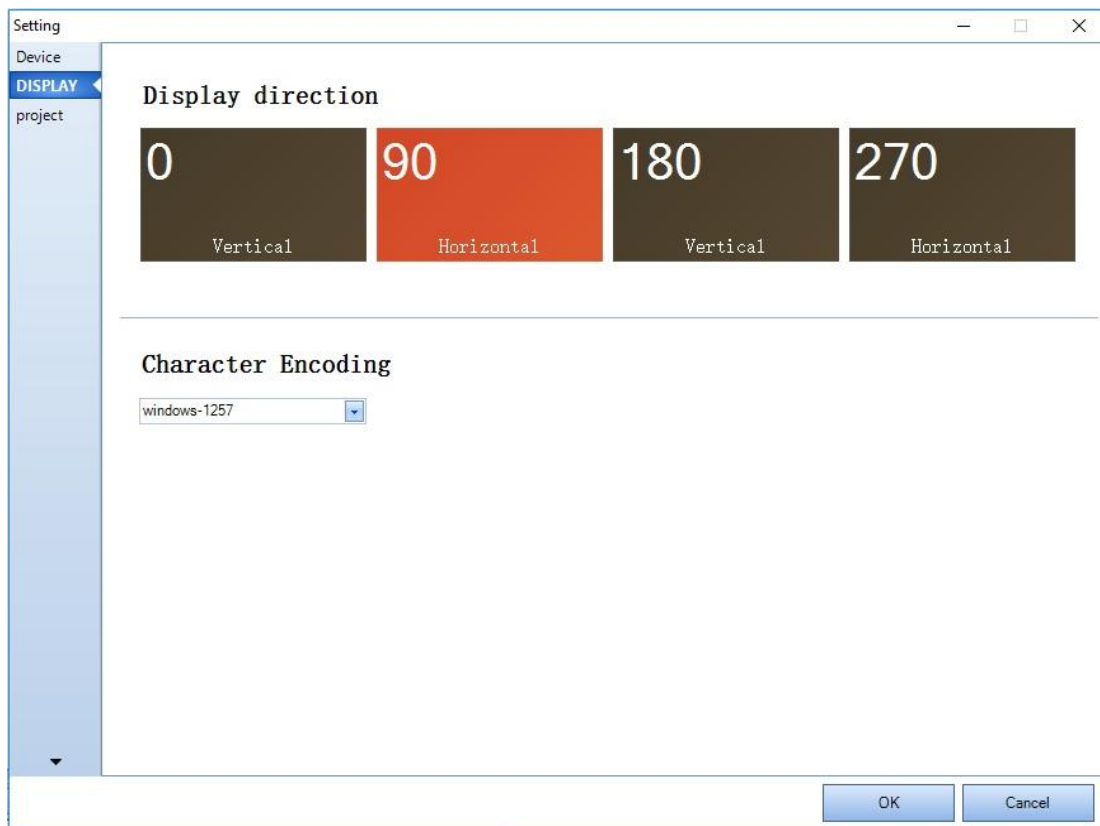 Setting
Device
DISPLAY
project
Display direction
0
Vertical
90
Horizontal
180
Vertical
270
Horizontal
Character Encoding
windows-1257
OK
Cancel